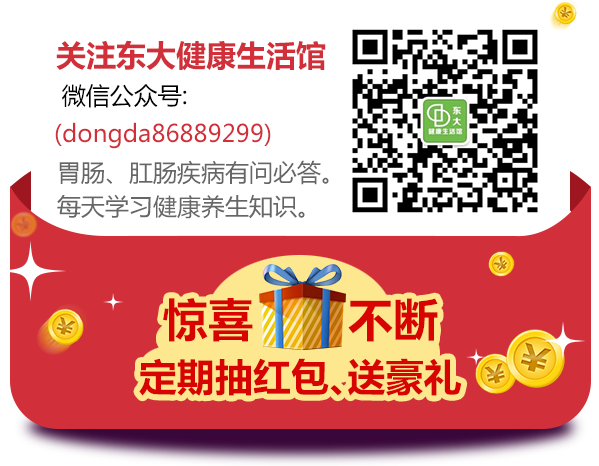 关注东大健康生活馆
微信公众号:
(dongda86889299)
胃肠、肛肠疾病有问必答。
每天学习健康养生知识。
东大
健康生活馆
惊喜不断
定期抽红包、送豪礼